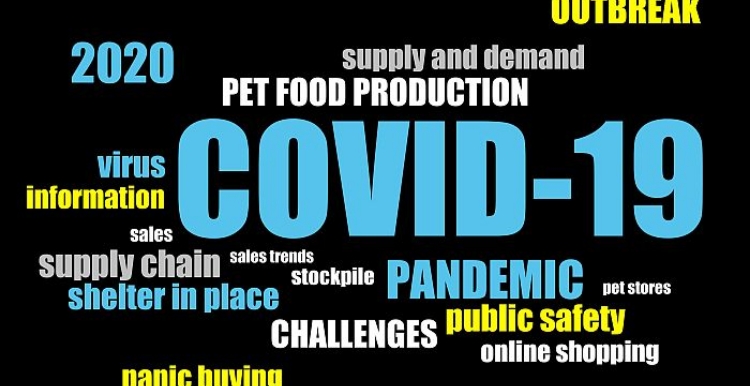 OUTBREAK
2020
supply and demand
PET FOOD PRODUCTION
COVID-19
virus
information
sales
supply chain
sales trends
stockpile
PANDEMIC
pet stores
shelter in place
CHALLENGES
public safety
online shopping
panic buying